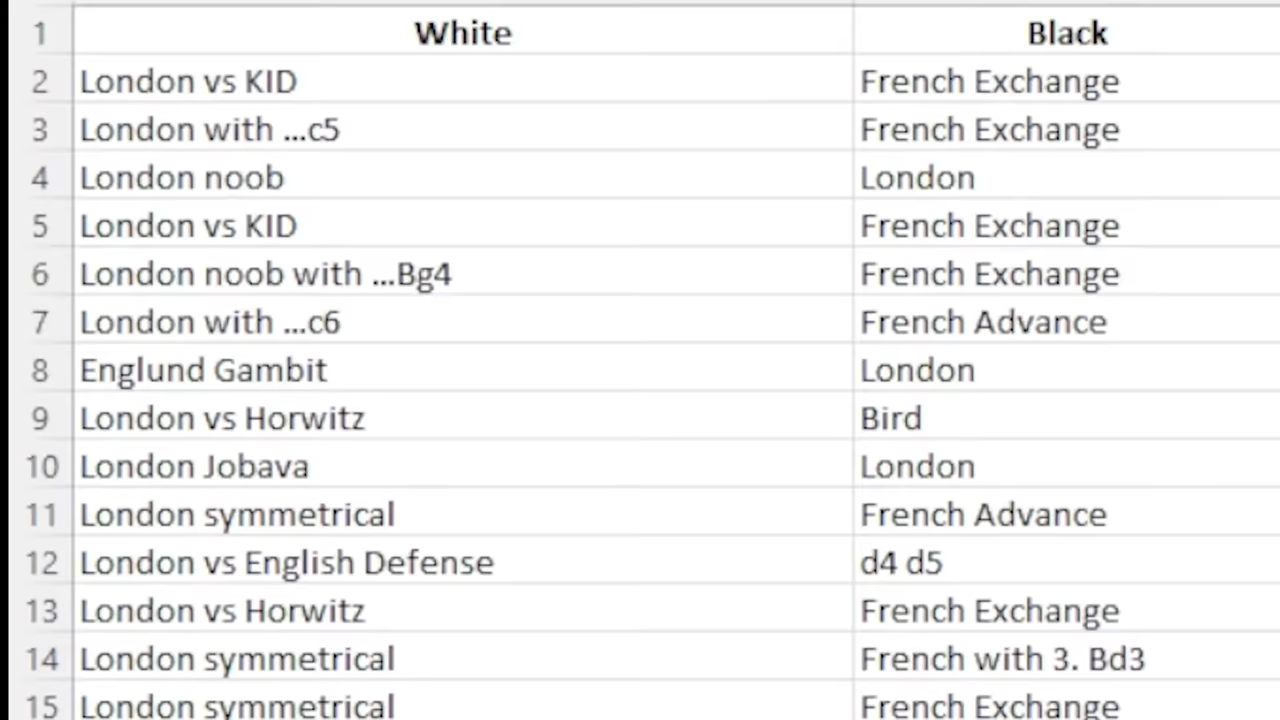 1 White Black
2 London vs KID French Exchange
3 London with ...c5 French Exchange
4 London noob London
5 London vs KID French Exchange
6 London noob with ...Bg4 French Exchange
7 London with ...c6 French Advance
8 Englund Gambit London
9 London vs Horwitz Bird
10 London Jobava London
11 London symmetrical French Advance
12 London vs English Defense d4 d5
13 London vs Horwitz French Exchange
14 London symmetrical French with 3. Bd3
15 London symmetrical French Exchange